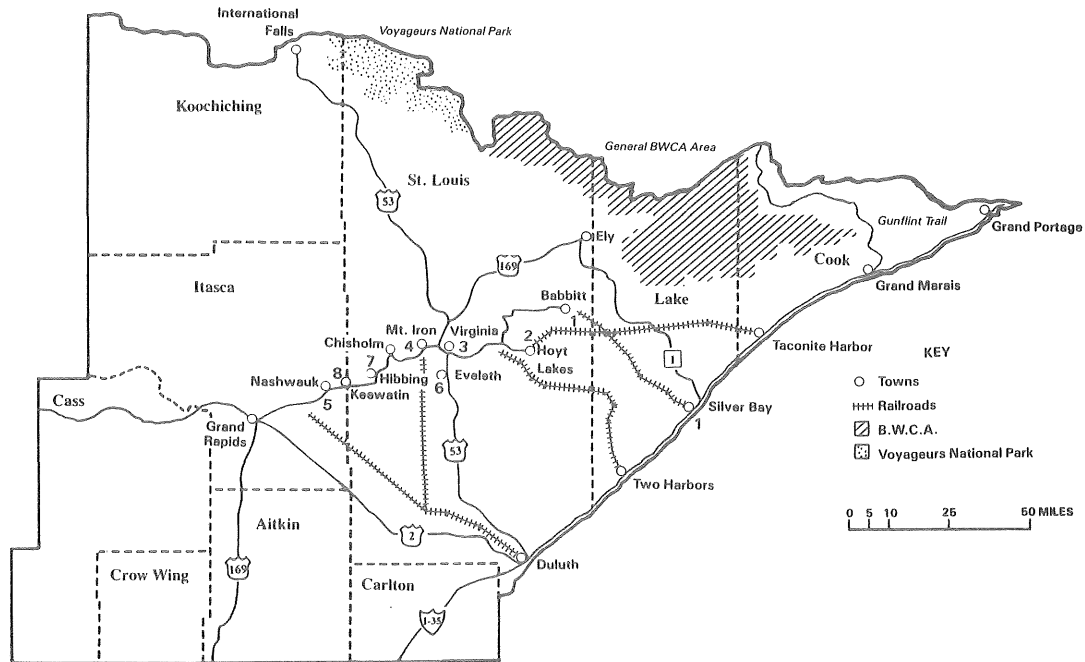 International
Falls
Voyageurs National Park
Koochiching
General BWCA Area
St. Louis
53
Gunflint Trail
Grand Portage
Ely
Cook
169
Itasca
Grand Marais
Lake
Babbitt
1
Mt. Iron
Virginia
Chisholm
4
3
2
Hoyt
Lakes
Taconite Harbor
KEY
7
1
Nashwauk
8
Hibbing
Eveleth
Towns
Cass
Keewatin
6
5
Silver Bay
1
Railroads
Grand
Rapids
B.W.C.A.
53
Voyageurs National Park
Two Harbors
Aitkin
2
0 5 10 25 50 MILES
Crow Wing
169
Carlton
Duluth
I-35